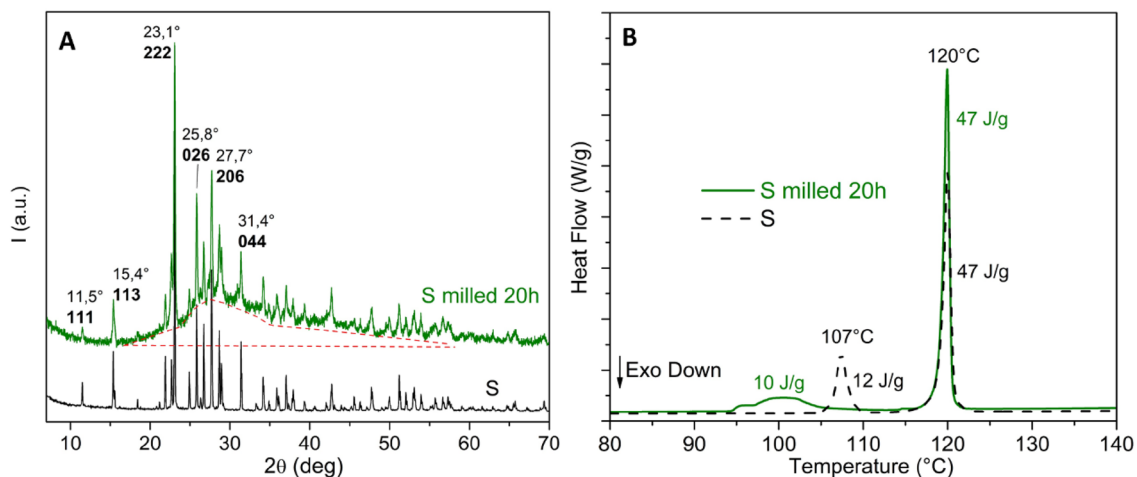 A
23,1°
222
25,8°
026
27,7°
206
31,4°
044
15,4°
113
11,5°
111
S milled 20h
S
I (a.u.)
10 20 30 40 50 60 70
2θ (deg)
B
120°C
47 J/g
S milled 20h
S
47 J/g
107°C
Exo Down
10 J/g
12 J/g
Heat Flow (W/g)
80 90 100 110 120 130 140
Temperature (°C)